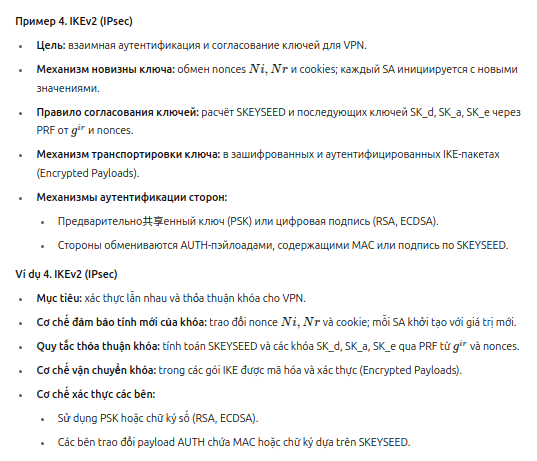 Пример 4. IKEv2 (IPsec)
• Цель: взаимная аутентификация и согласование ключей для VPN.
• Механизм новизны ключа: обмен nonces Ni, Nr и cookies; каждый SA инициируется с новыми
значениями.
• Правило согласования ключей: расчёт SKEYSEED и последующих ключей SK_d, SK_a, SK_e через
PRF от g^ir и nonces.
• Механизм транспортировки ключа: в зашифрованных и аутентифицированных IKE-пакетах
(Encrypted Payloads).
• Механизмы аутентификации сторон:
• Предварительно共享енный ключ (PSK) или цифровая подпись (RSA, ECDSA).
• Стороны обмениваются AUTH-пэйлоадами, содержащими MAC или подпись по SKEYSEED.
Ví dụ 4. IKEv2 (IPsec)
• Mục tiêu: xác thực lẫn nhau và thỏa thuận khóa cho VPN.
• Cơ chế đảm bảo tính mới của khóa: trao đổi nonce Ni, Nr và cookie; mỗi SA khởi tạo với giá trị mới.
• Quy tắc thỏa thuận khóa: tính toán SKEYSEED và các khóa SK_d, SK_a, SK_e qua PRF từ g^ir và nonces.
• Cơ chế vận chuyển khóa: trong các gói IKE được mã hóa và xác thực (Encrypted Payloads).
• Cơ chế xác thực các bên:
• Sử dụng PSK hoặc chữ ký số (RSA, ECDSA).
• Các bên trao đổi payload AUTH chứa MAC hoặc chữ ký dựa trên SKEYSEED.